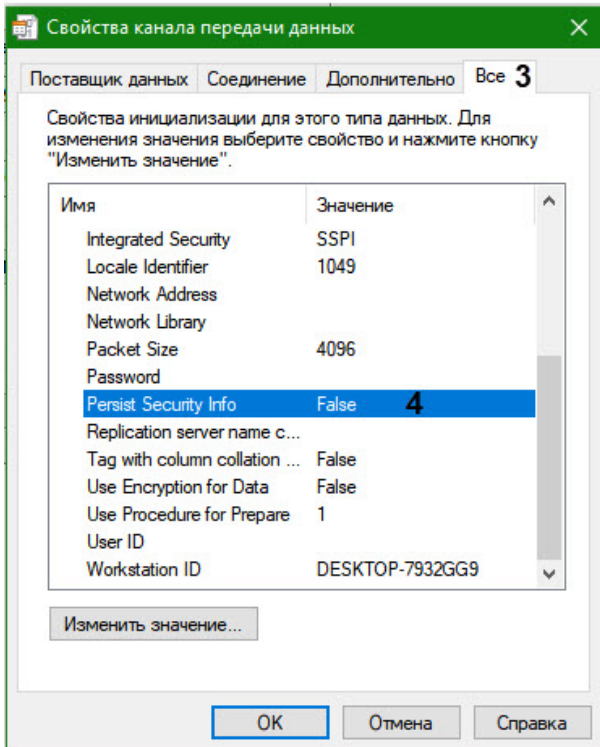 Свойства канала передачи данных
Поставщик данных Соединение Дополнительно Все 3
Свойства инициализации для этого типа данных. Для
изменения значения выберите свойство и нажмите кнопку
"Изменить значение".
Имя Значение
Integrated Security SSPI
Locale Identifier 1049
Network Address
Network Library
Packet Size 4096
Password
Persist Security Info False 4
Replication server name c...
Tag with column collation ... False
Use Encryption for Data False
Use Procedure for Prepare 1
User ID
Workstation ID DESKTOP-7932GG9
Изменить значение...
OK Отмена Справка